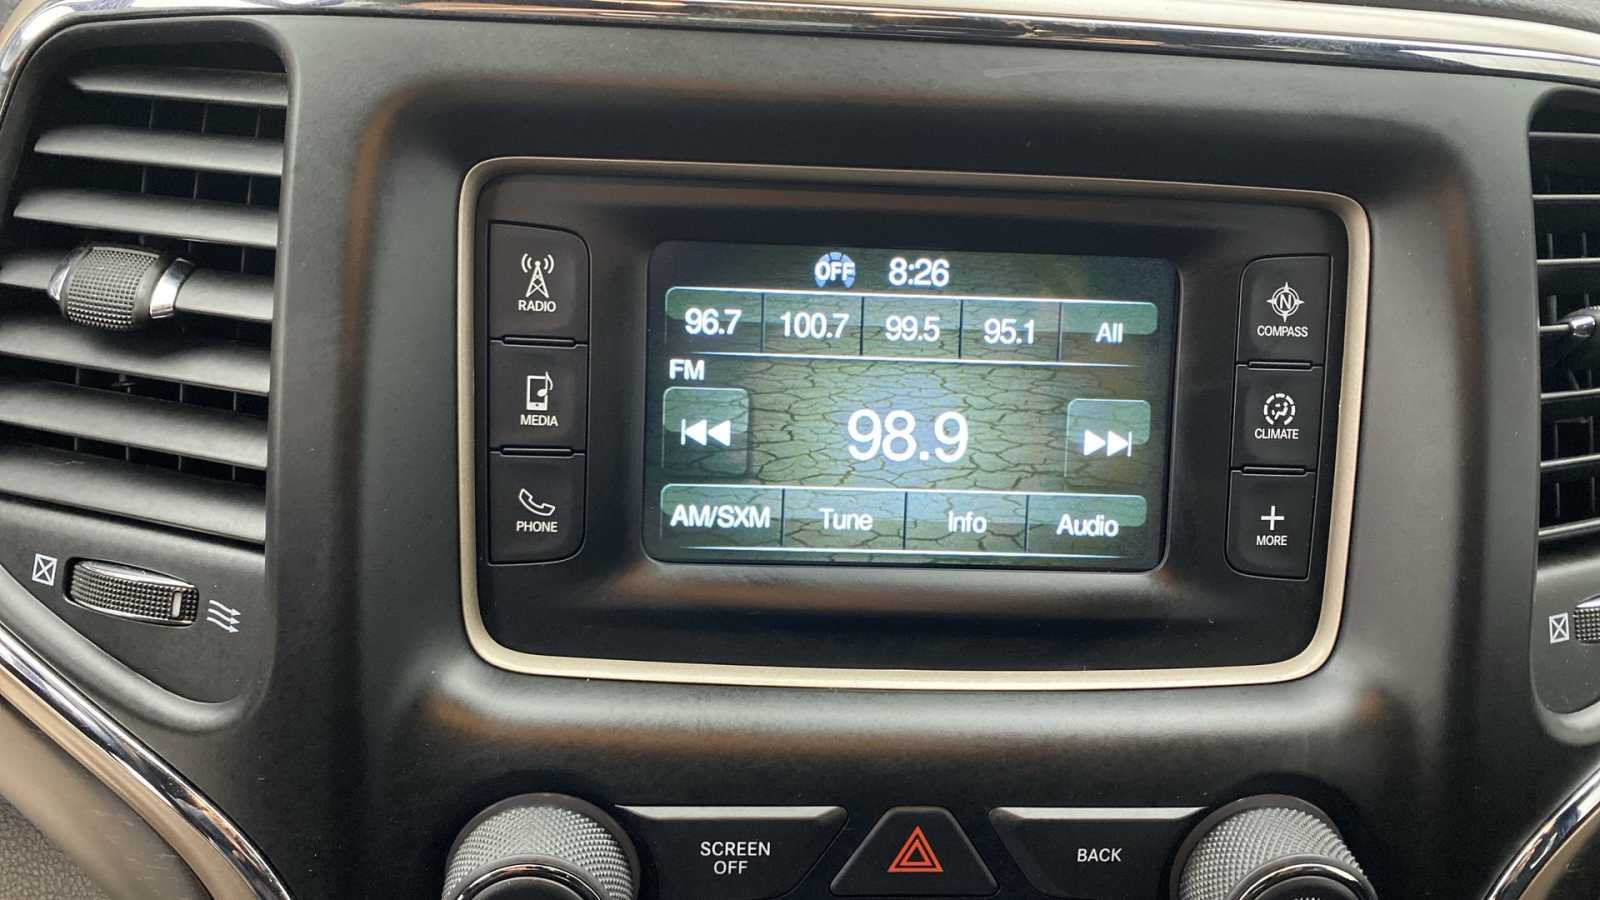 OFF 8:26
96.7 100.7 99.5 95.1 All
FM
98.9
AM/SXM Tune Info Audio
RADIO
MEDIA
PHONE
N
COMPASS
CLIMATE
MORE
SCREEN
OFF
BACK